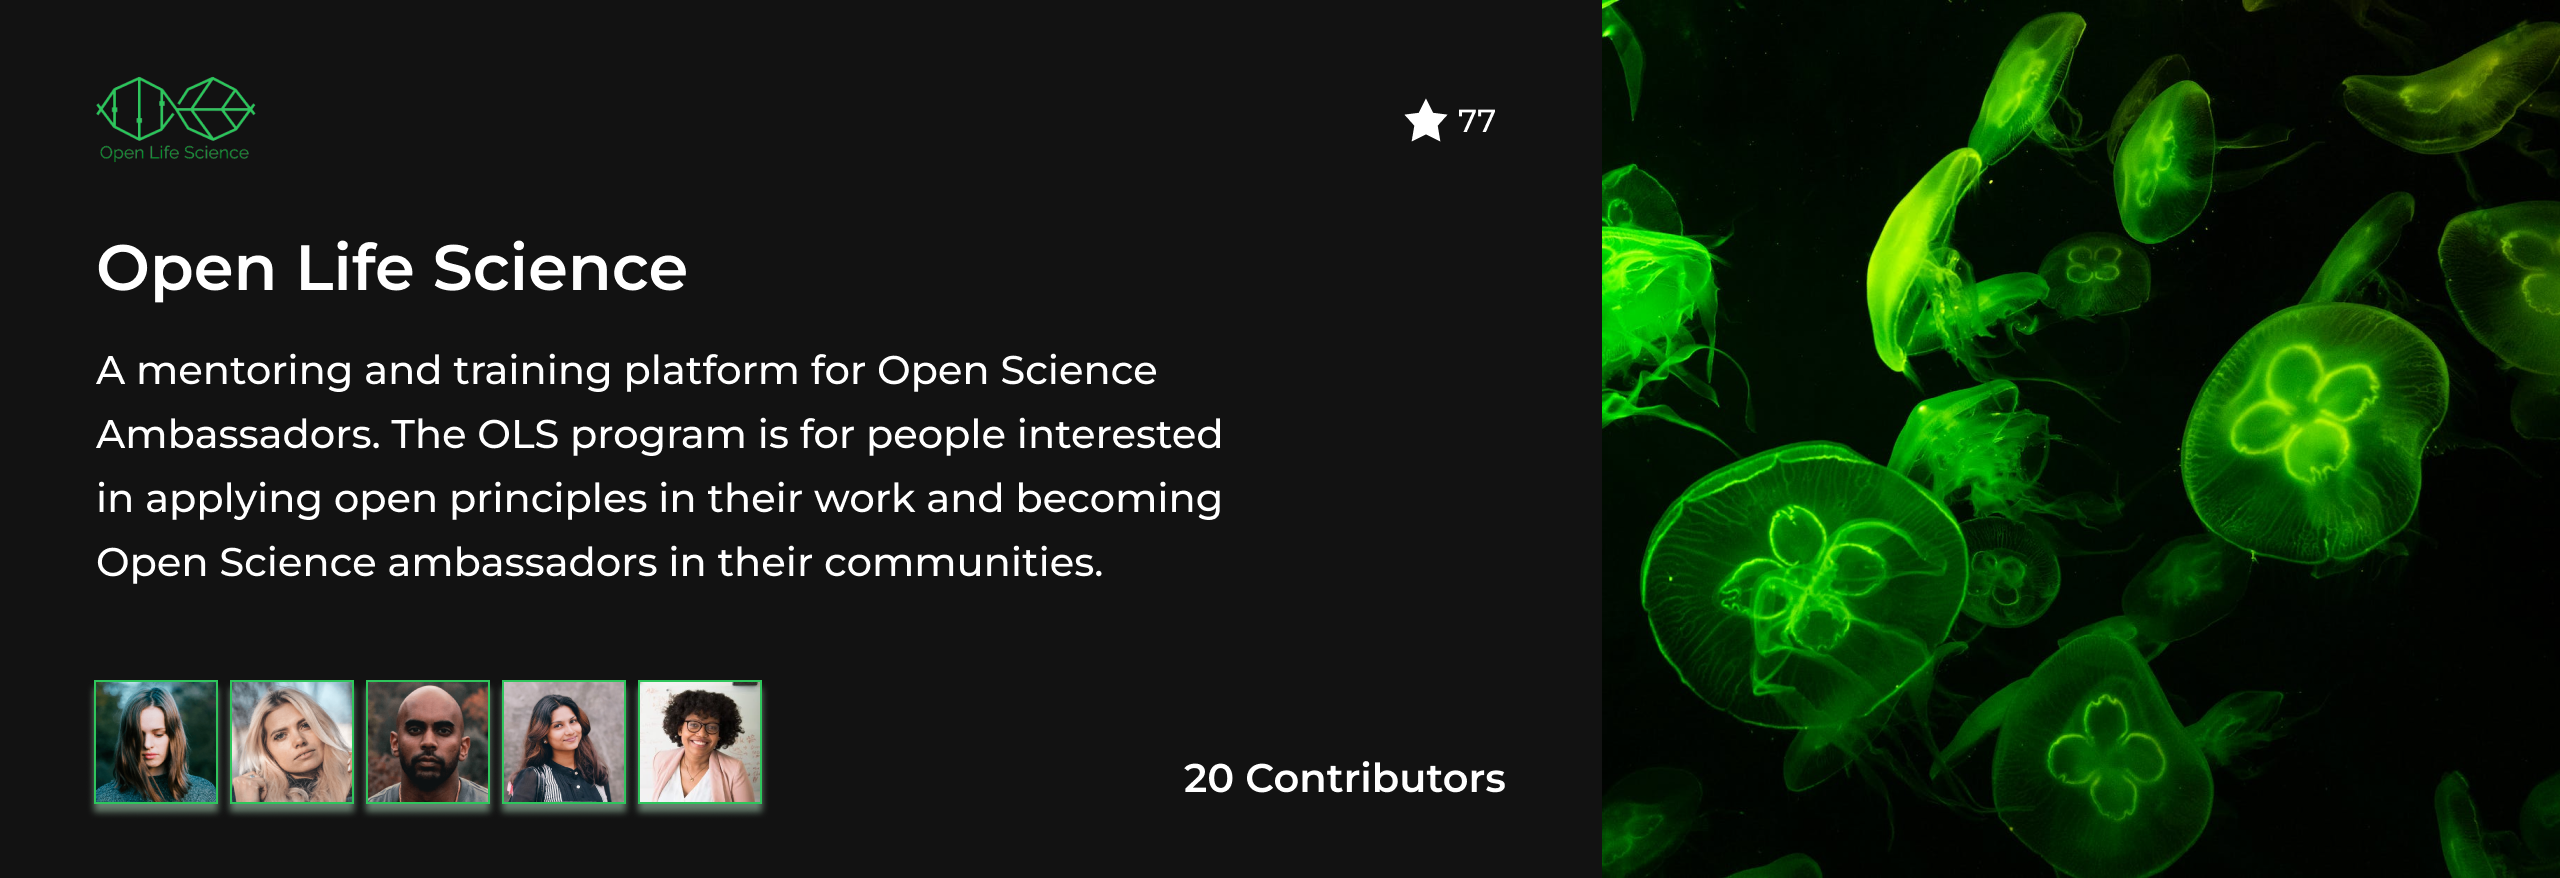 Open Life Science
77
Open Life Science
A mentoring and training platform for Open Science
Ambassadors. The OLS program is for people interested
in applying open principles in their work and becoming
Open Science ambassadors in their communities.
20 Contributors